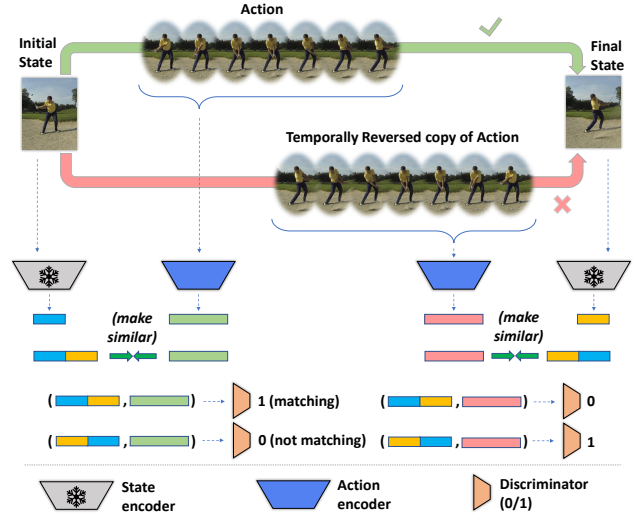 Action
Initial
State
Final
State
Temporally Reversed copy of Action
(make
similar)
(make
similar)
( , ) 1 (matching)
( , ) 0
( , ) 0 (not matching)
( , ) 1
State
encoder
Action
encoder
Discriminator
(0/1)